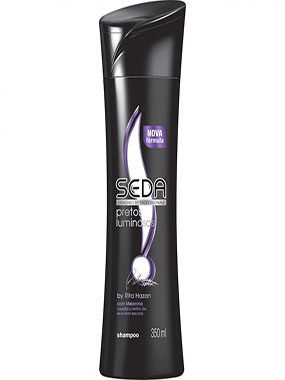 NOVA
fórmula
SEDA
pretos
luminosos
by Rita Hazan
com Melanina
shampoo
350 ml